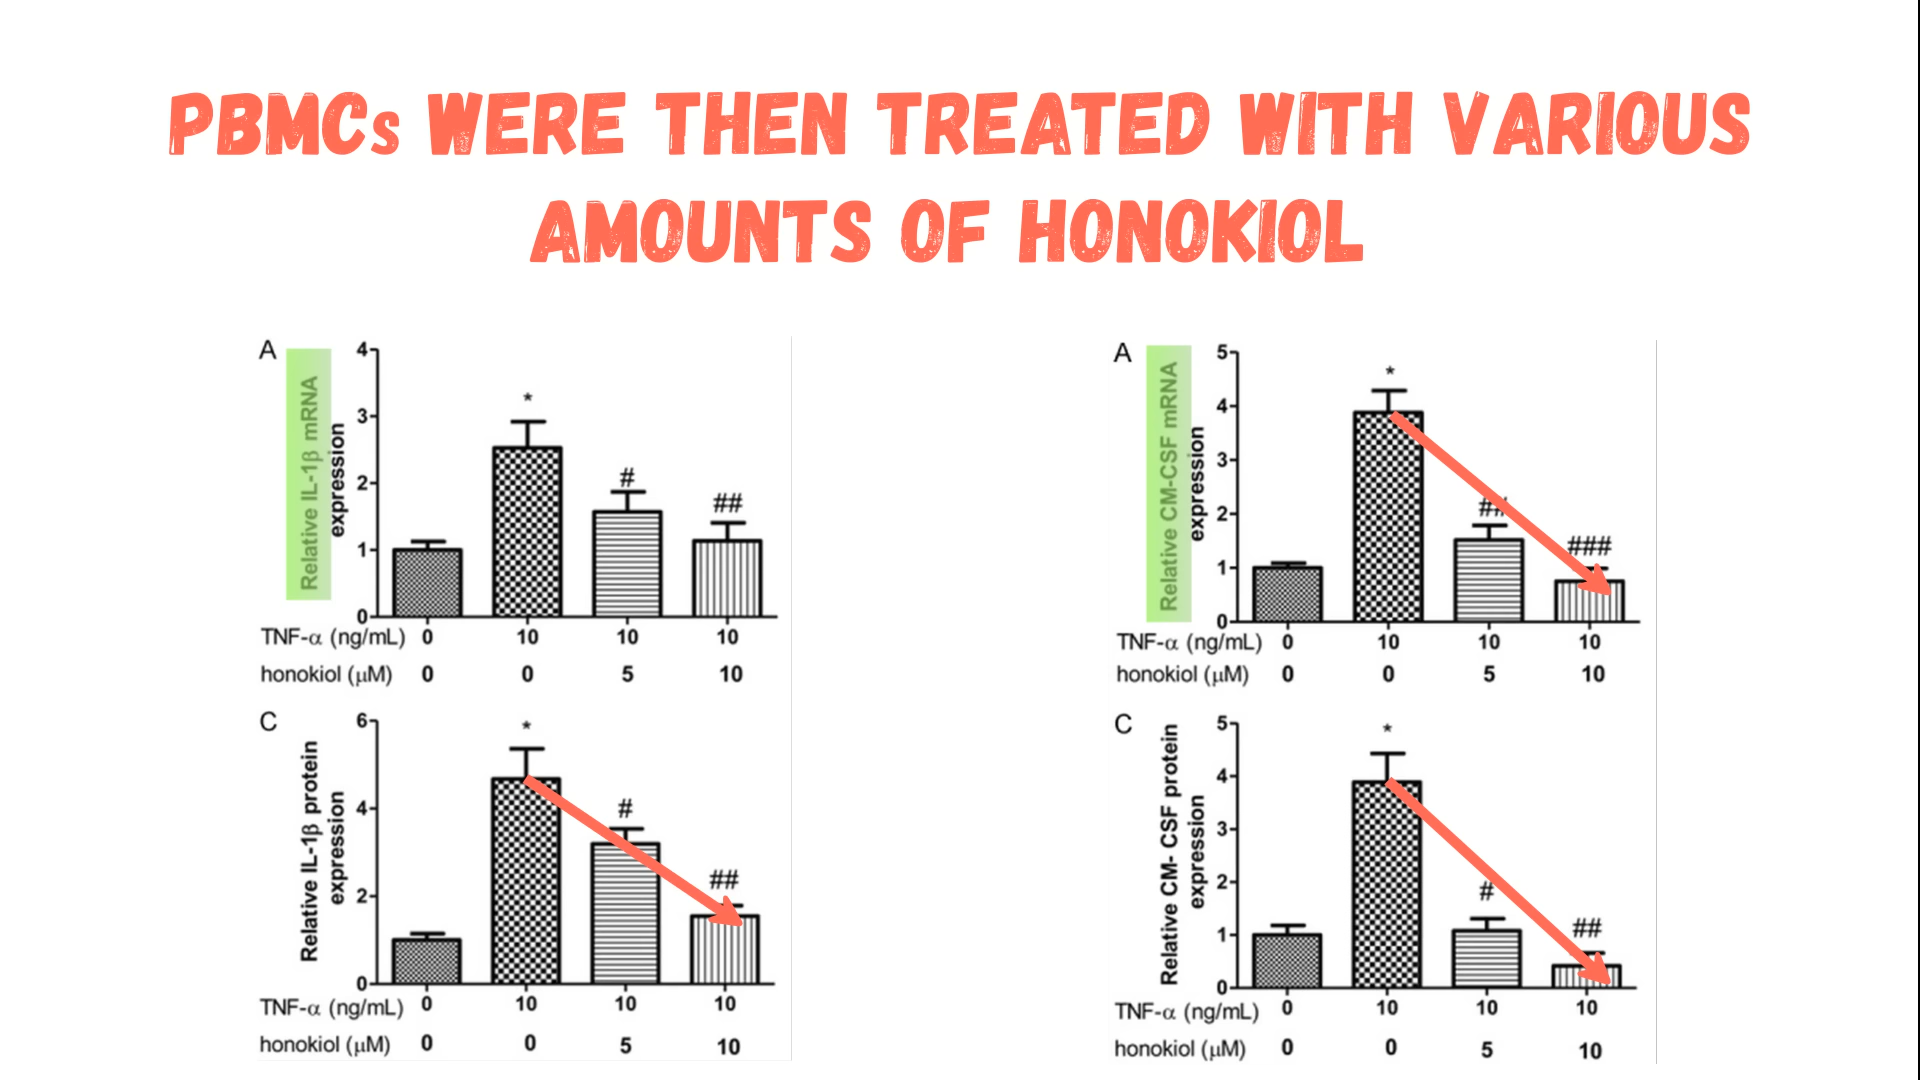 PBMCs WERE THEN TREATED WITH VARIOUS
AMOUNTS OF HONOKIOL
A
Relative IL-1β mRNA
expression
4
3
2
1
0
*
#
##
TNF-α (ng/mL) 0 10 10 10
honokiol (μM) 0 0 5 10
C
Relative IL-1β protein
expression
6
4
2
0
*
#
##
TNF-α (ng/mL) 0 10 10 10
honokiol (μM) 0 0 5 10
A
Relative CM-CSF mRNA
expression
5
4
3
2
1
0
*
##
###
TNF-α (ng/mL) 0 10 10 10
honokiol (μM) 0 0 5 10
C
Relative CM- CSF protein
expression
5
4
3
2
1
0
*
#
##
TNF-α (ng/mL) 0 10 10 10
honokiol (μM) 0 0 5 10